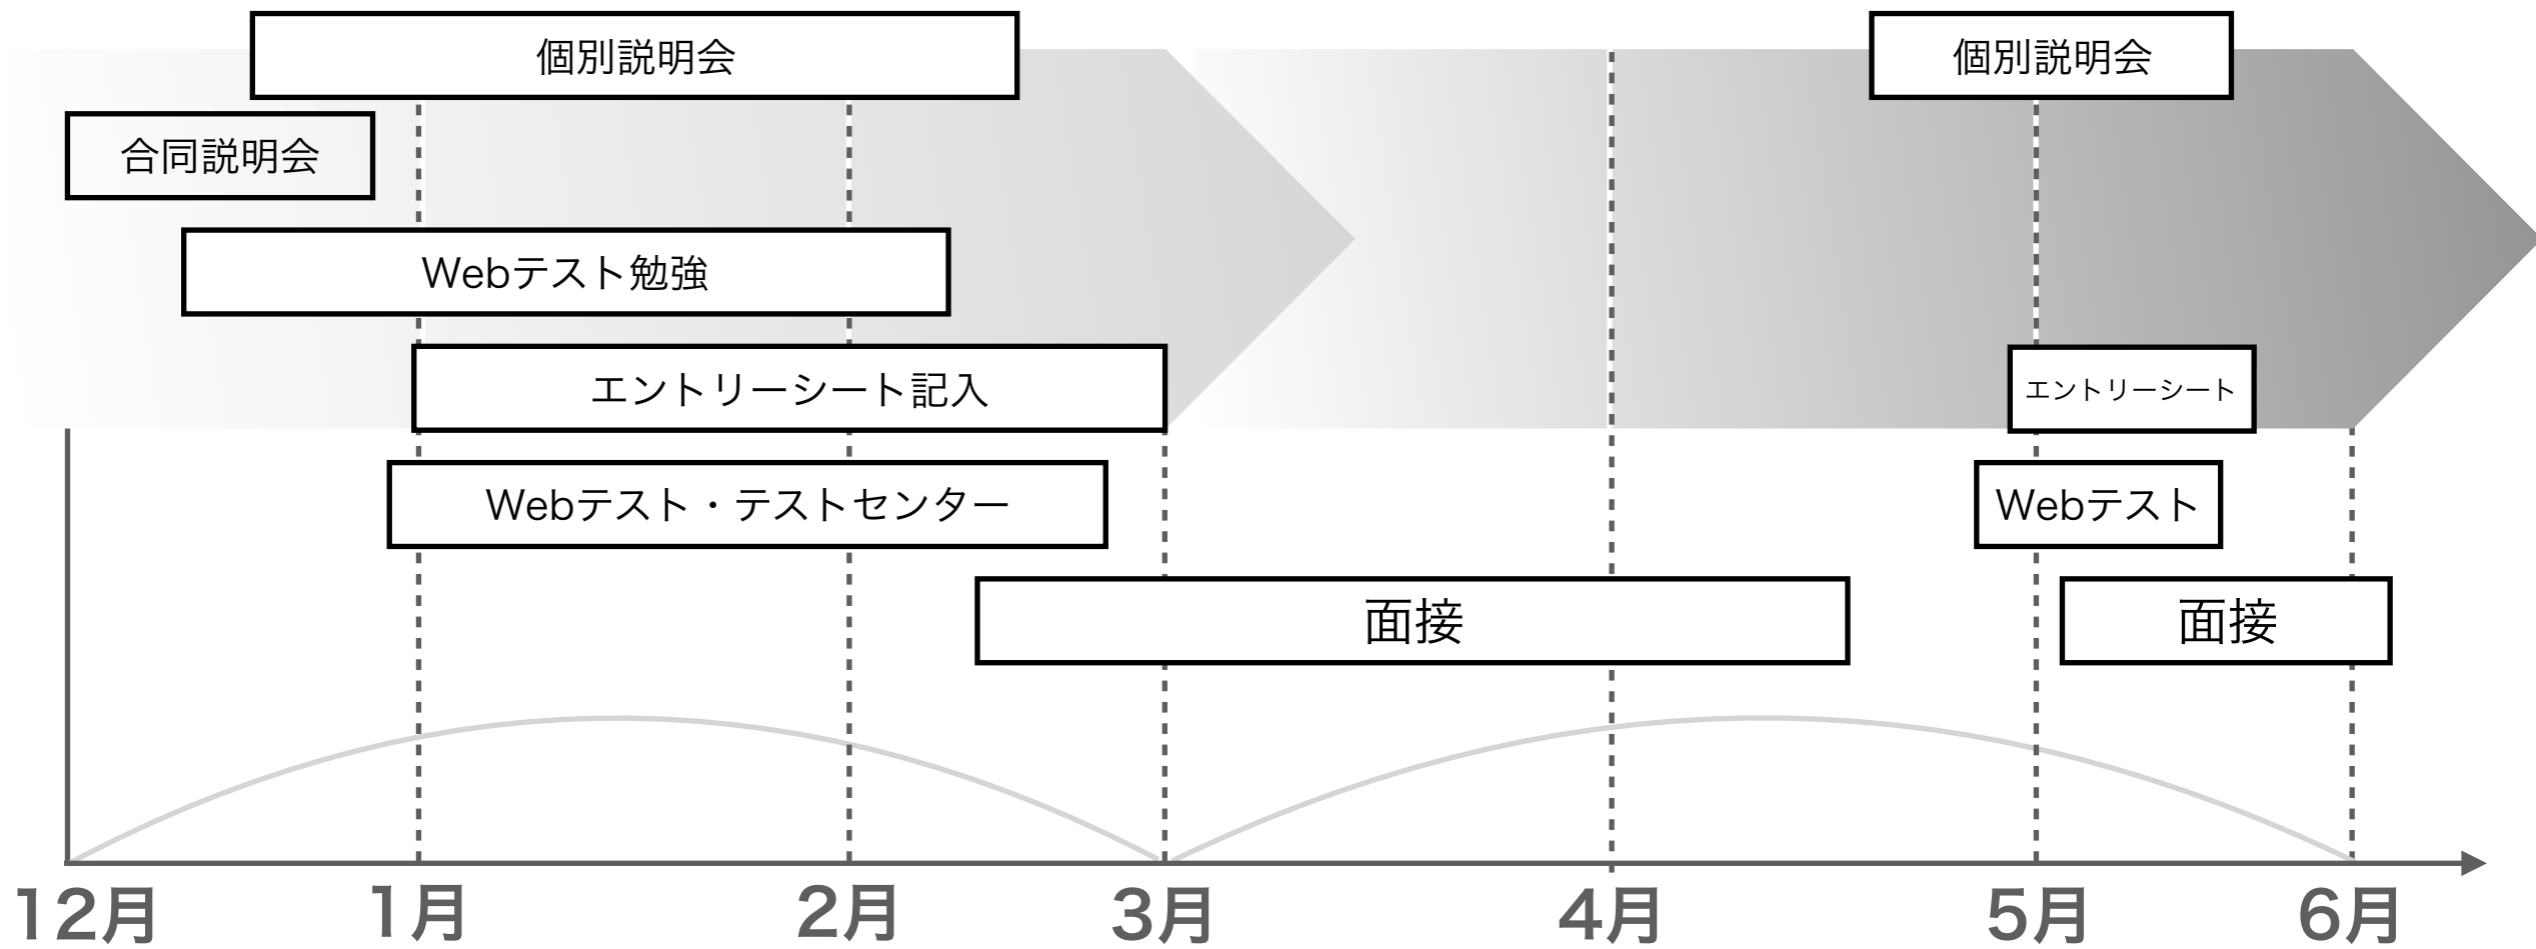 個別説明会
個別説明会
合同説明会
Webテスト勉強
エントリーシート記入
エントリーシート
Webテスト・テストセンター
Webテスト
面接
面接
12月
1月
2月
3月
4月
5月
6月